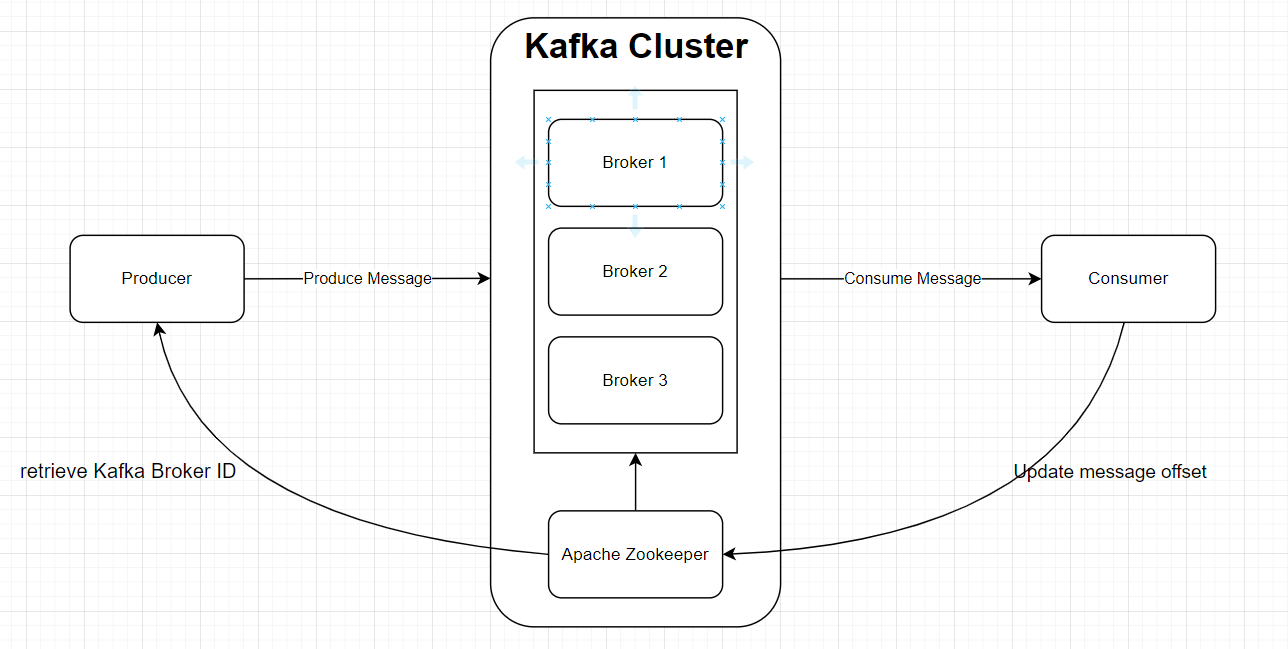 Kafka Cluster
Broker 1
Broker 2
Producer
Produce Message
Consume Message
Consumer
Broker 3
retrieve Kafka Broker ID
Update message offset
Apache Zookeeper